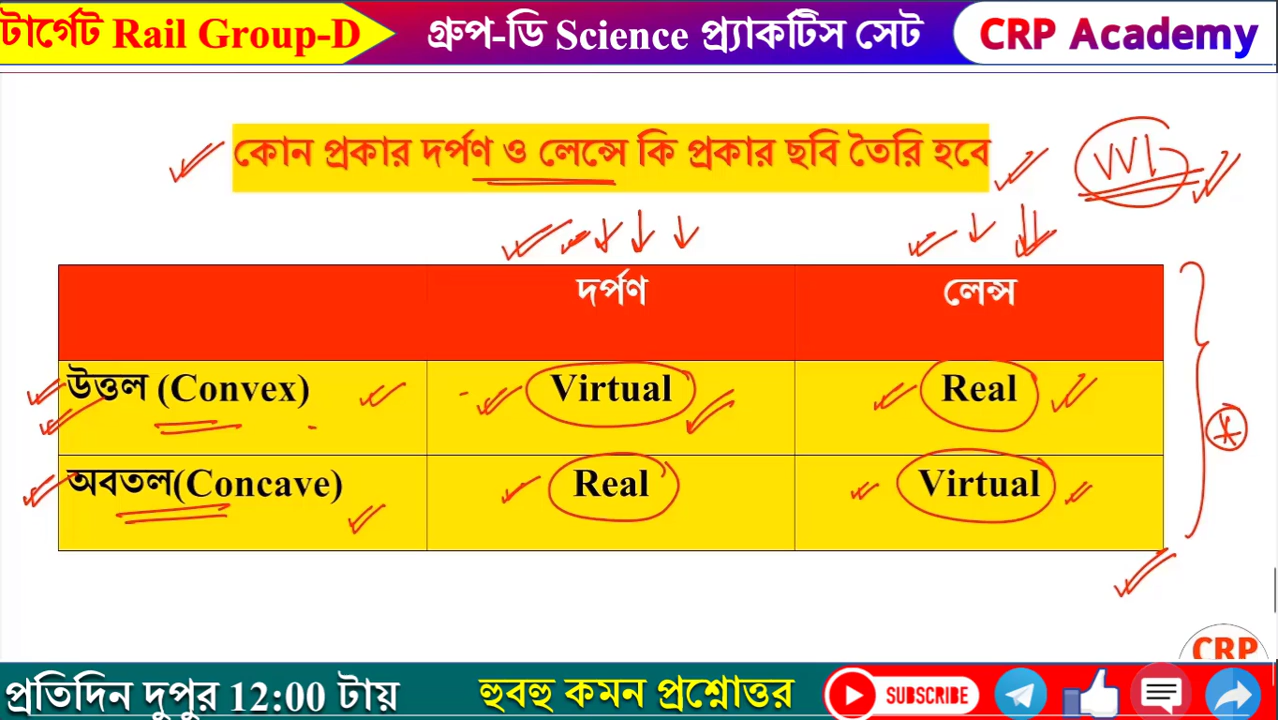 টার্গেট Rail Group-D
গ্রুপ-ডি Science প্র্যাকটিস সেট
CRP Academy
কোন প্রকার দর্পণ ও লেন্সে কি প্রকার ছবি তৈরি হবে
VVI
দর্পণ লেন্স
উত্তল (Convex) Virtual Real
অবতল(Concave) Real Virtual
CRP
প্রতিদিন দুপুর 12:00 টায়
হুবহু কমন প্রশ্নোত্তর
SUBSCRIBE